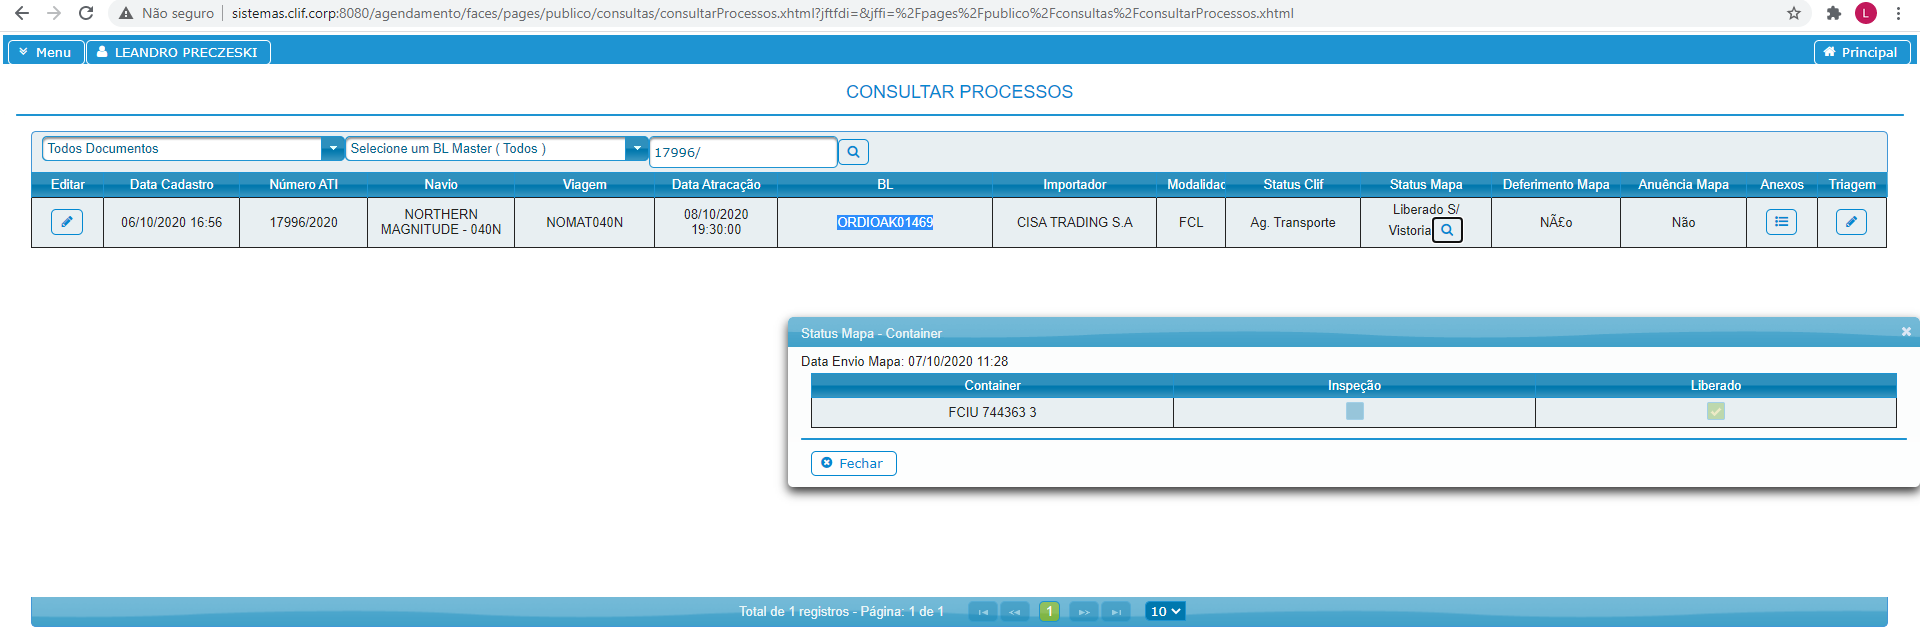 Não seguro
sistemas.clif.corp:8080/agendamento/faces/pages/publico/consultas/consultarProcessos.xhtml?jftfdi=&jffi=%2Fpages%2Fpublico%2Fconsultas%2FconsultarProcessos.xhtml
L
Menu
LEANDRO PRECZESKI
Principal
CONSULTAR PROCESSOS
Todos Documentos
Selecione um BL Master ( Todos )
17996/
Editar Data Cadastro Número ATI Navio Viagem Data Atracação BL Importador Modalidac Status Clif Status Mapa Deferimento Mapa Anuência Mapa Anexos Triagem
06/10/2020 16:56
17996/2020
NORTHERN
MAGNITUDE - 040N
NOMAT040N
08/10/2020
19:30:00
ORDIOAK01469
CISA TRADING S.A
FCL
Ag. Transporte
Liberado S/
Vistoria
NÃ£o
Não
Status Mapa - Container
Data Envio Mapa: 07/10/2020 11:28
Container Inspeção Liberado
FCIU 744363 3
Fechar
Total de 1 registros - Página: 1 de 1
1
10